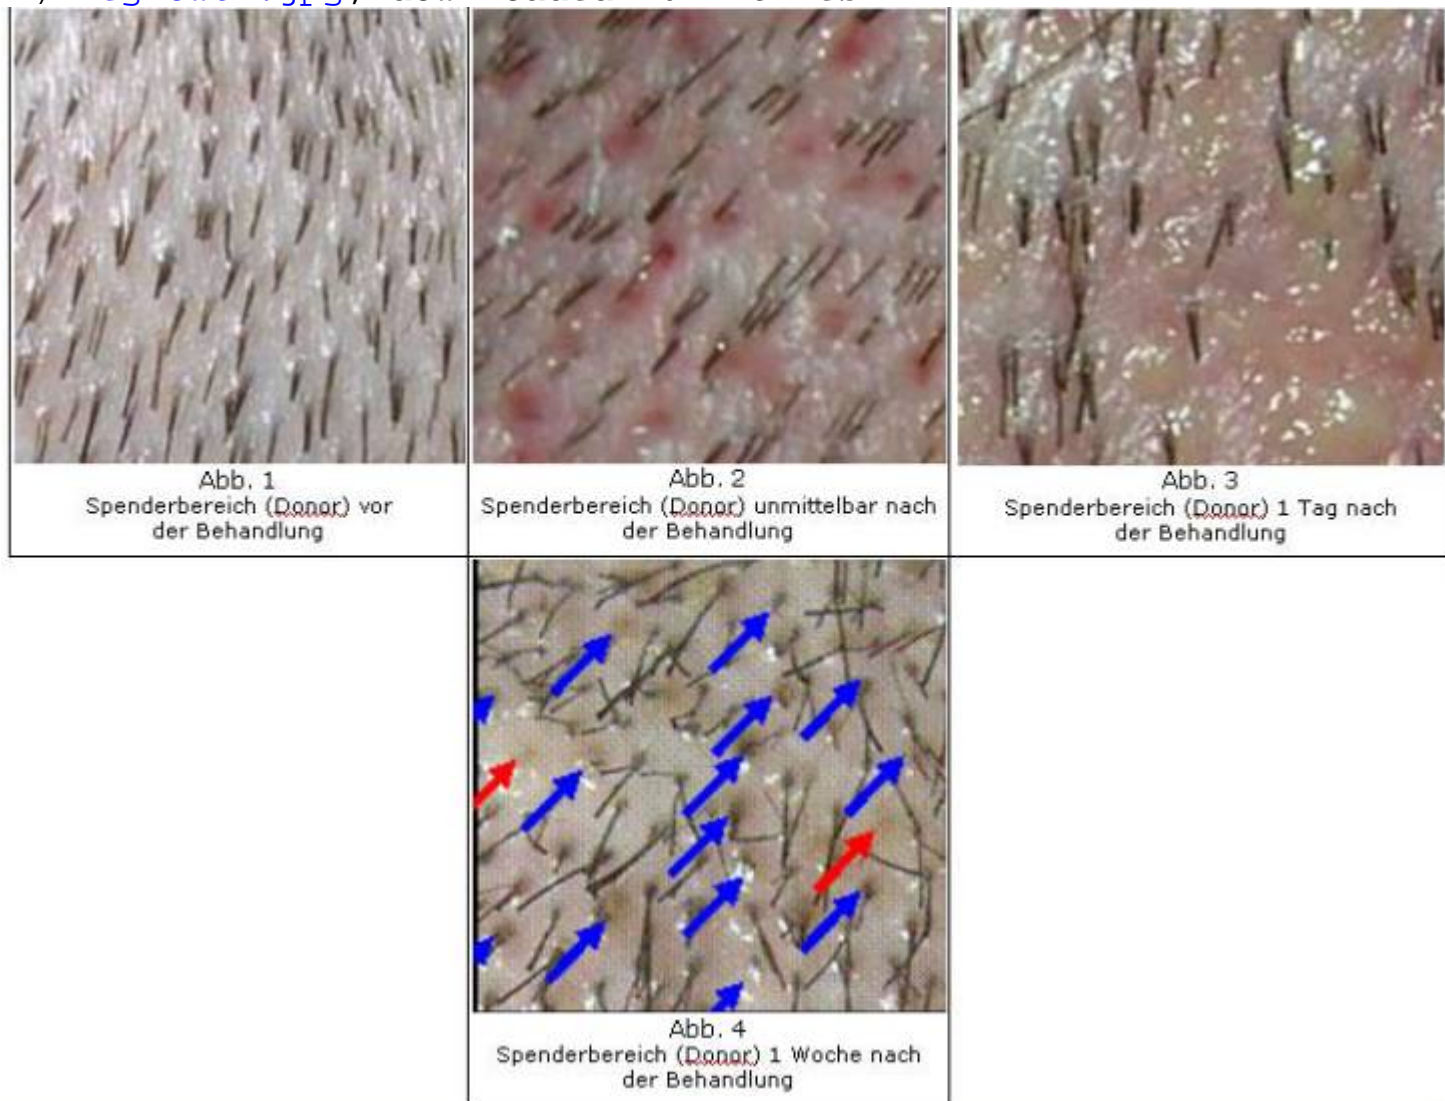 Abb. 1
Spenderbereich (Donor) vor
der Behandlung
Abb. 2
Spenderbereich (Donor) unmittelbar nach
der Behandlung
Abb. 3
Spenderbereich (Donor) 1 Tag nach
der Behandlung
Abb. 4
Spenderbereich (Donor) 1 Woche nach
der Behandlung